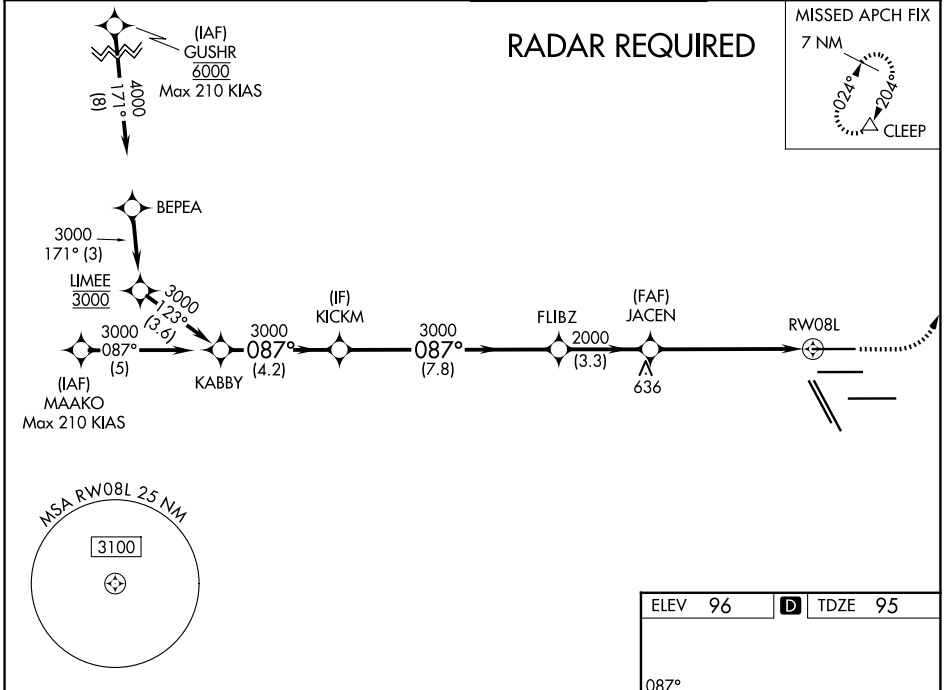 RADAR REQUIRED
MISSED APCH FIX
7 NM
024°
204°
CLEEP
(IAF)
GUSHR
6000
Max 210 KIAS
4000
171°
(8)
BEPEA
3000
171° (3)
LIMEE
3000
3000
123°
(3.6)
3000
087°
(5)
(IAF)
MAAKO
Max 210 KIAS
KABBY
3000
087°
(4.2)
(IF)
KICKM
3000
087°
(7.8)
FLIBZ
2000
(3.3)
(FAF)
JACEN
636
RW08L
MSA RW08L 25 NM
3100
ELEV 96 D TDZE 95
087°